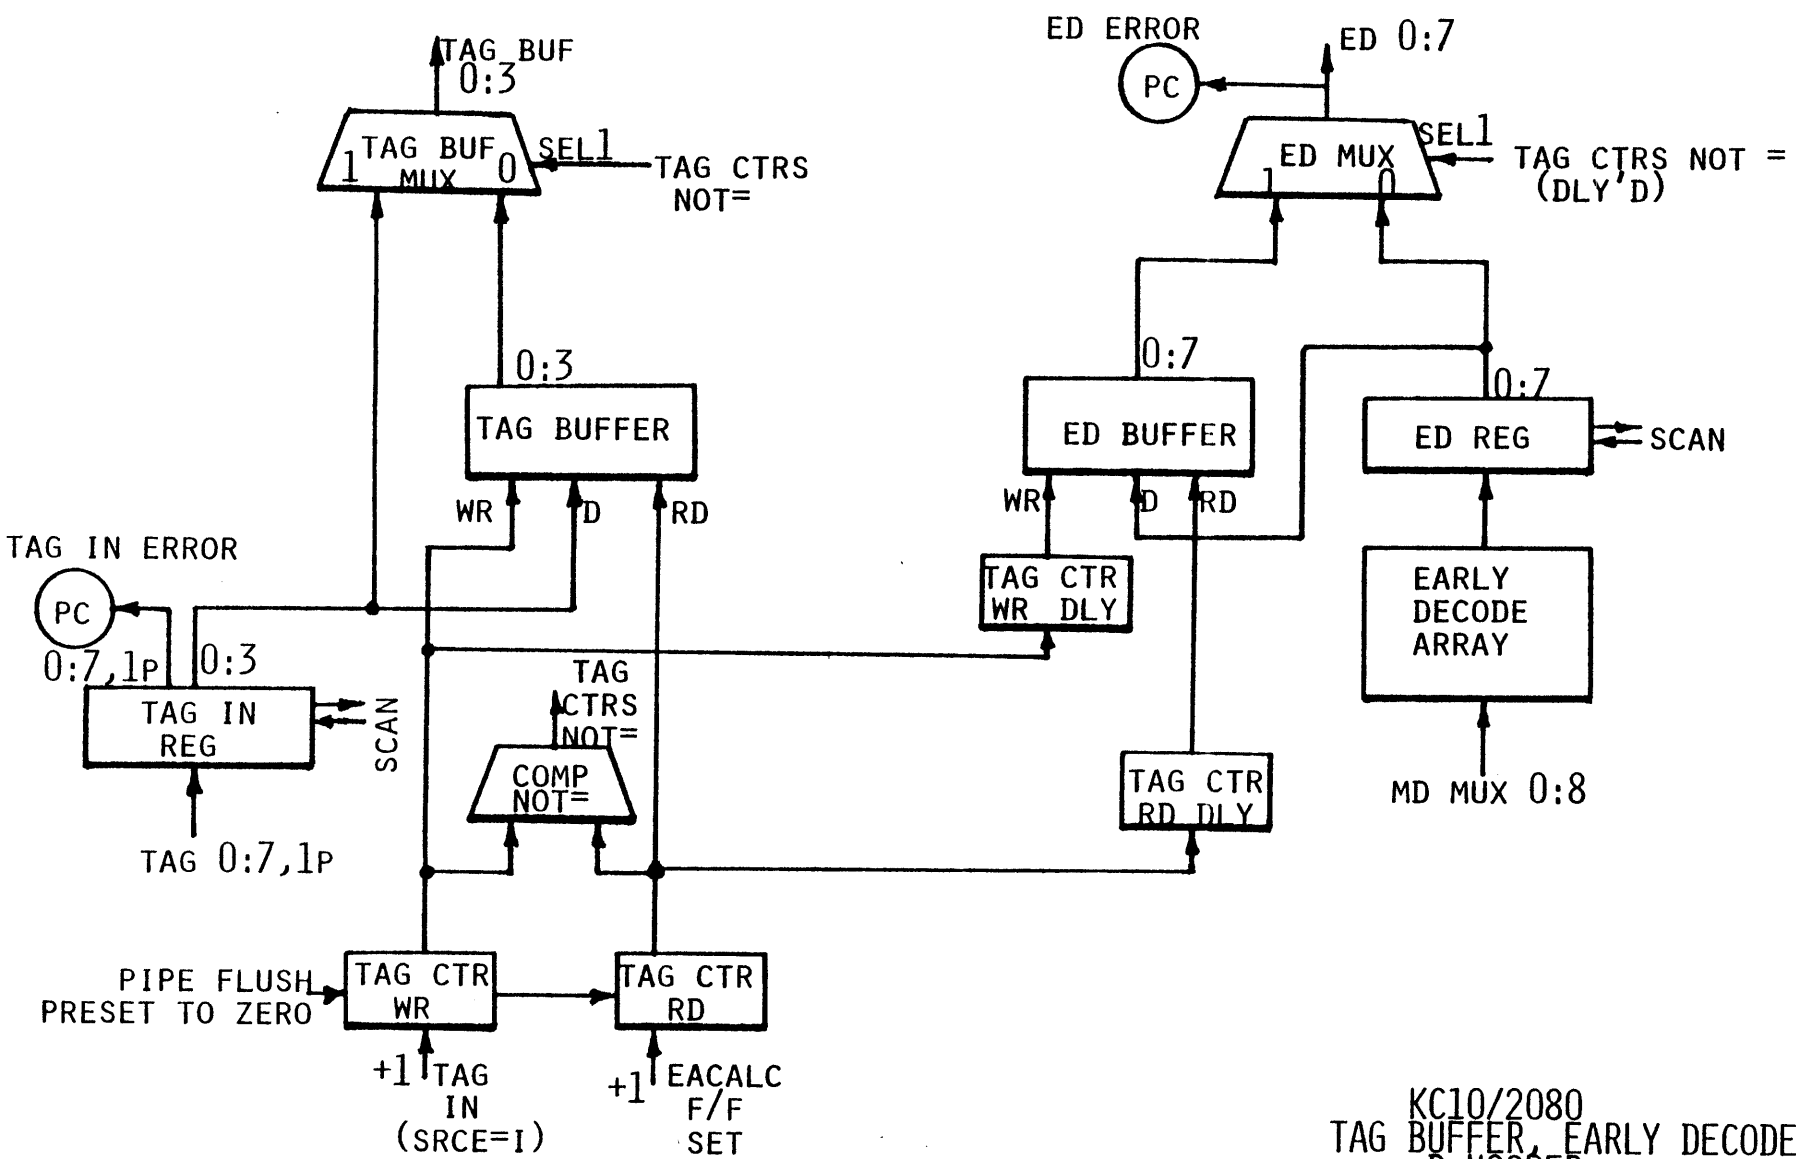 TAG BUF
0:3
TAG BUF
MUX
1
0
SEL1
TAG CTRS
NOT=
ED ERROR
PC
ED 0:7
ED MUX
1
0
SEL1
TAG CTRS NOT =
(DLY'D)
0:3
TAG BUFFER
WR
D
RD
0:7
ED BUFFER
WR
D
RD
0:7
ED REG
SCAN
TAG IN ERROR
PC
0:7,1P
0:3
TAG IN
REG
SCAN
TAG 0:7,1P
TAG
CTRS
NOT=
COMP
NOT=
TAG CTR
WR DLY
EARLY
DECODE
ARRAY
TAG CTR
RD DLY
MD MUX 0:8
PIPE FLUSH
PRESET TO ZERO
TAG CTR
WR
TAG CTR
RD
+1
TAG
IN
(SRCE=I)
+1
EACALC
F/F
SET
KC10/2080
TAG BUFFER, EARLY DECODE